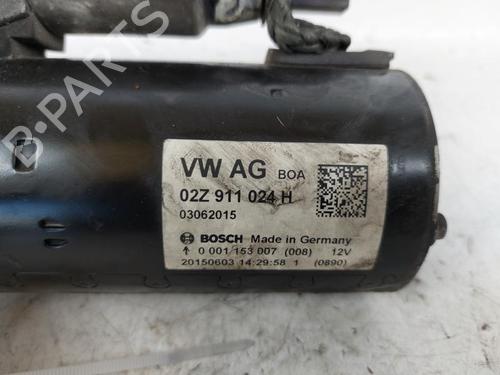 B-PARTS
VW AG BOA
02Z 911 024 H
03062015
BOSCH Made in Germany
↑ 0 001 153 007 (008) 12V
20150603 14:29:58 1 (0890)